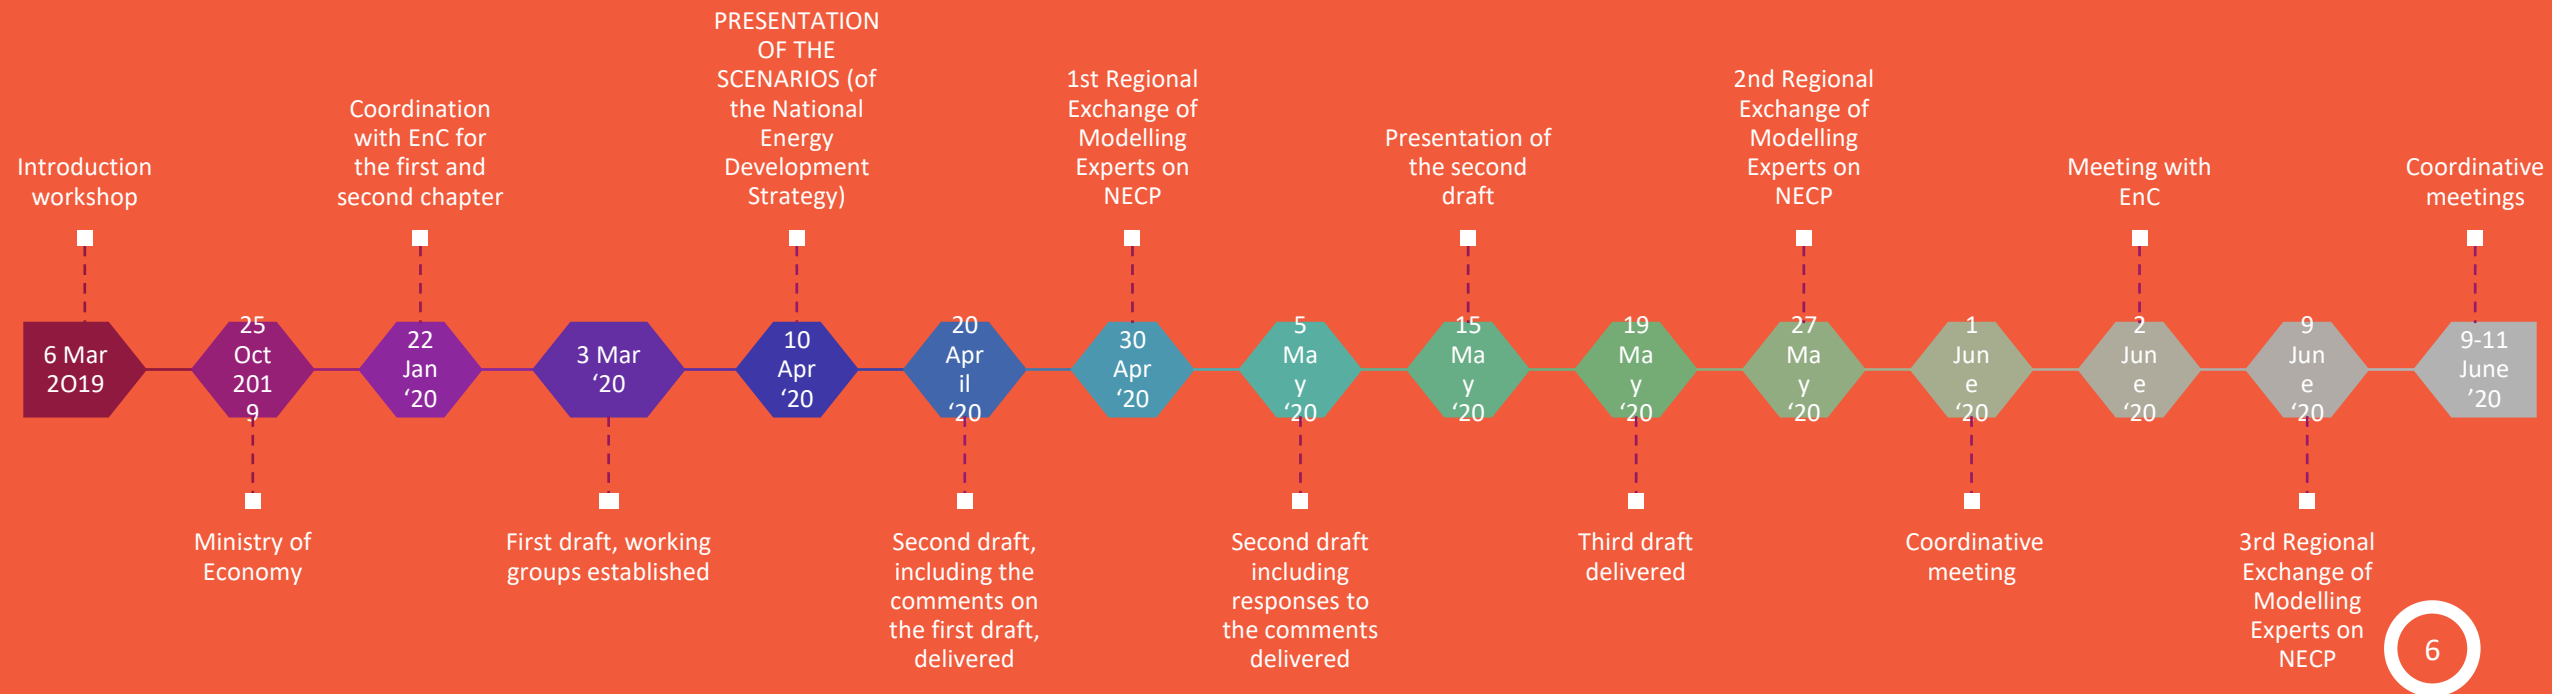 Introduction
workshop
Coordination
with EnC for
the first and
second chapter
PRESENTATION
OF THE
SCENARIOS (of
the National
Energy
Development
Strategy)
1st Regional
Exchange of
Modelling
Experts on
NECP
Presentation of
the second
draft
2nd Regional
Exchange of
Modelling
Experts on
NECP
Meeting with
EnC
Coordinative
meetings
6 Mar
2O19
25
Oct
201
9
22
Jan
‘20
3 Mar
‘20
10
Apr
‘20
20
Apr
il
‘20
30
Apr
‘20
5
Ma
y
‘20
15
Ma
y
‘20
19
Ma
y
‘20
27
Ma
y
‘20
1
Jun
e
‘20
2
Jun
e
‘20
9
Jun
e
‘20
9-11
June
’20
Ministry of
Economy
First draft, working
groups established
Second draft,
including the
comments on
the first draft,
delivered
Second draft
including
responses to
the comments
delivered
Third draft
delivered
Coordinative
meeting
3rd Regional
Exchange of
Modelling
Experts on
NECP
6